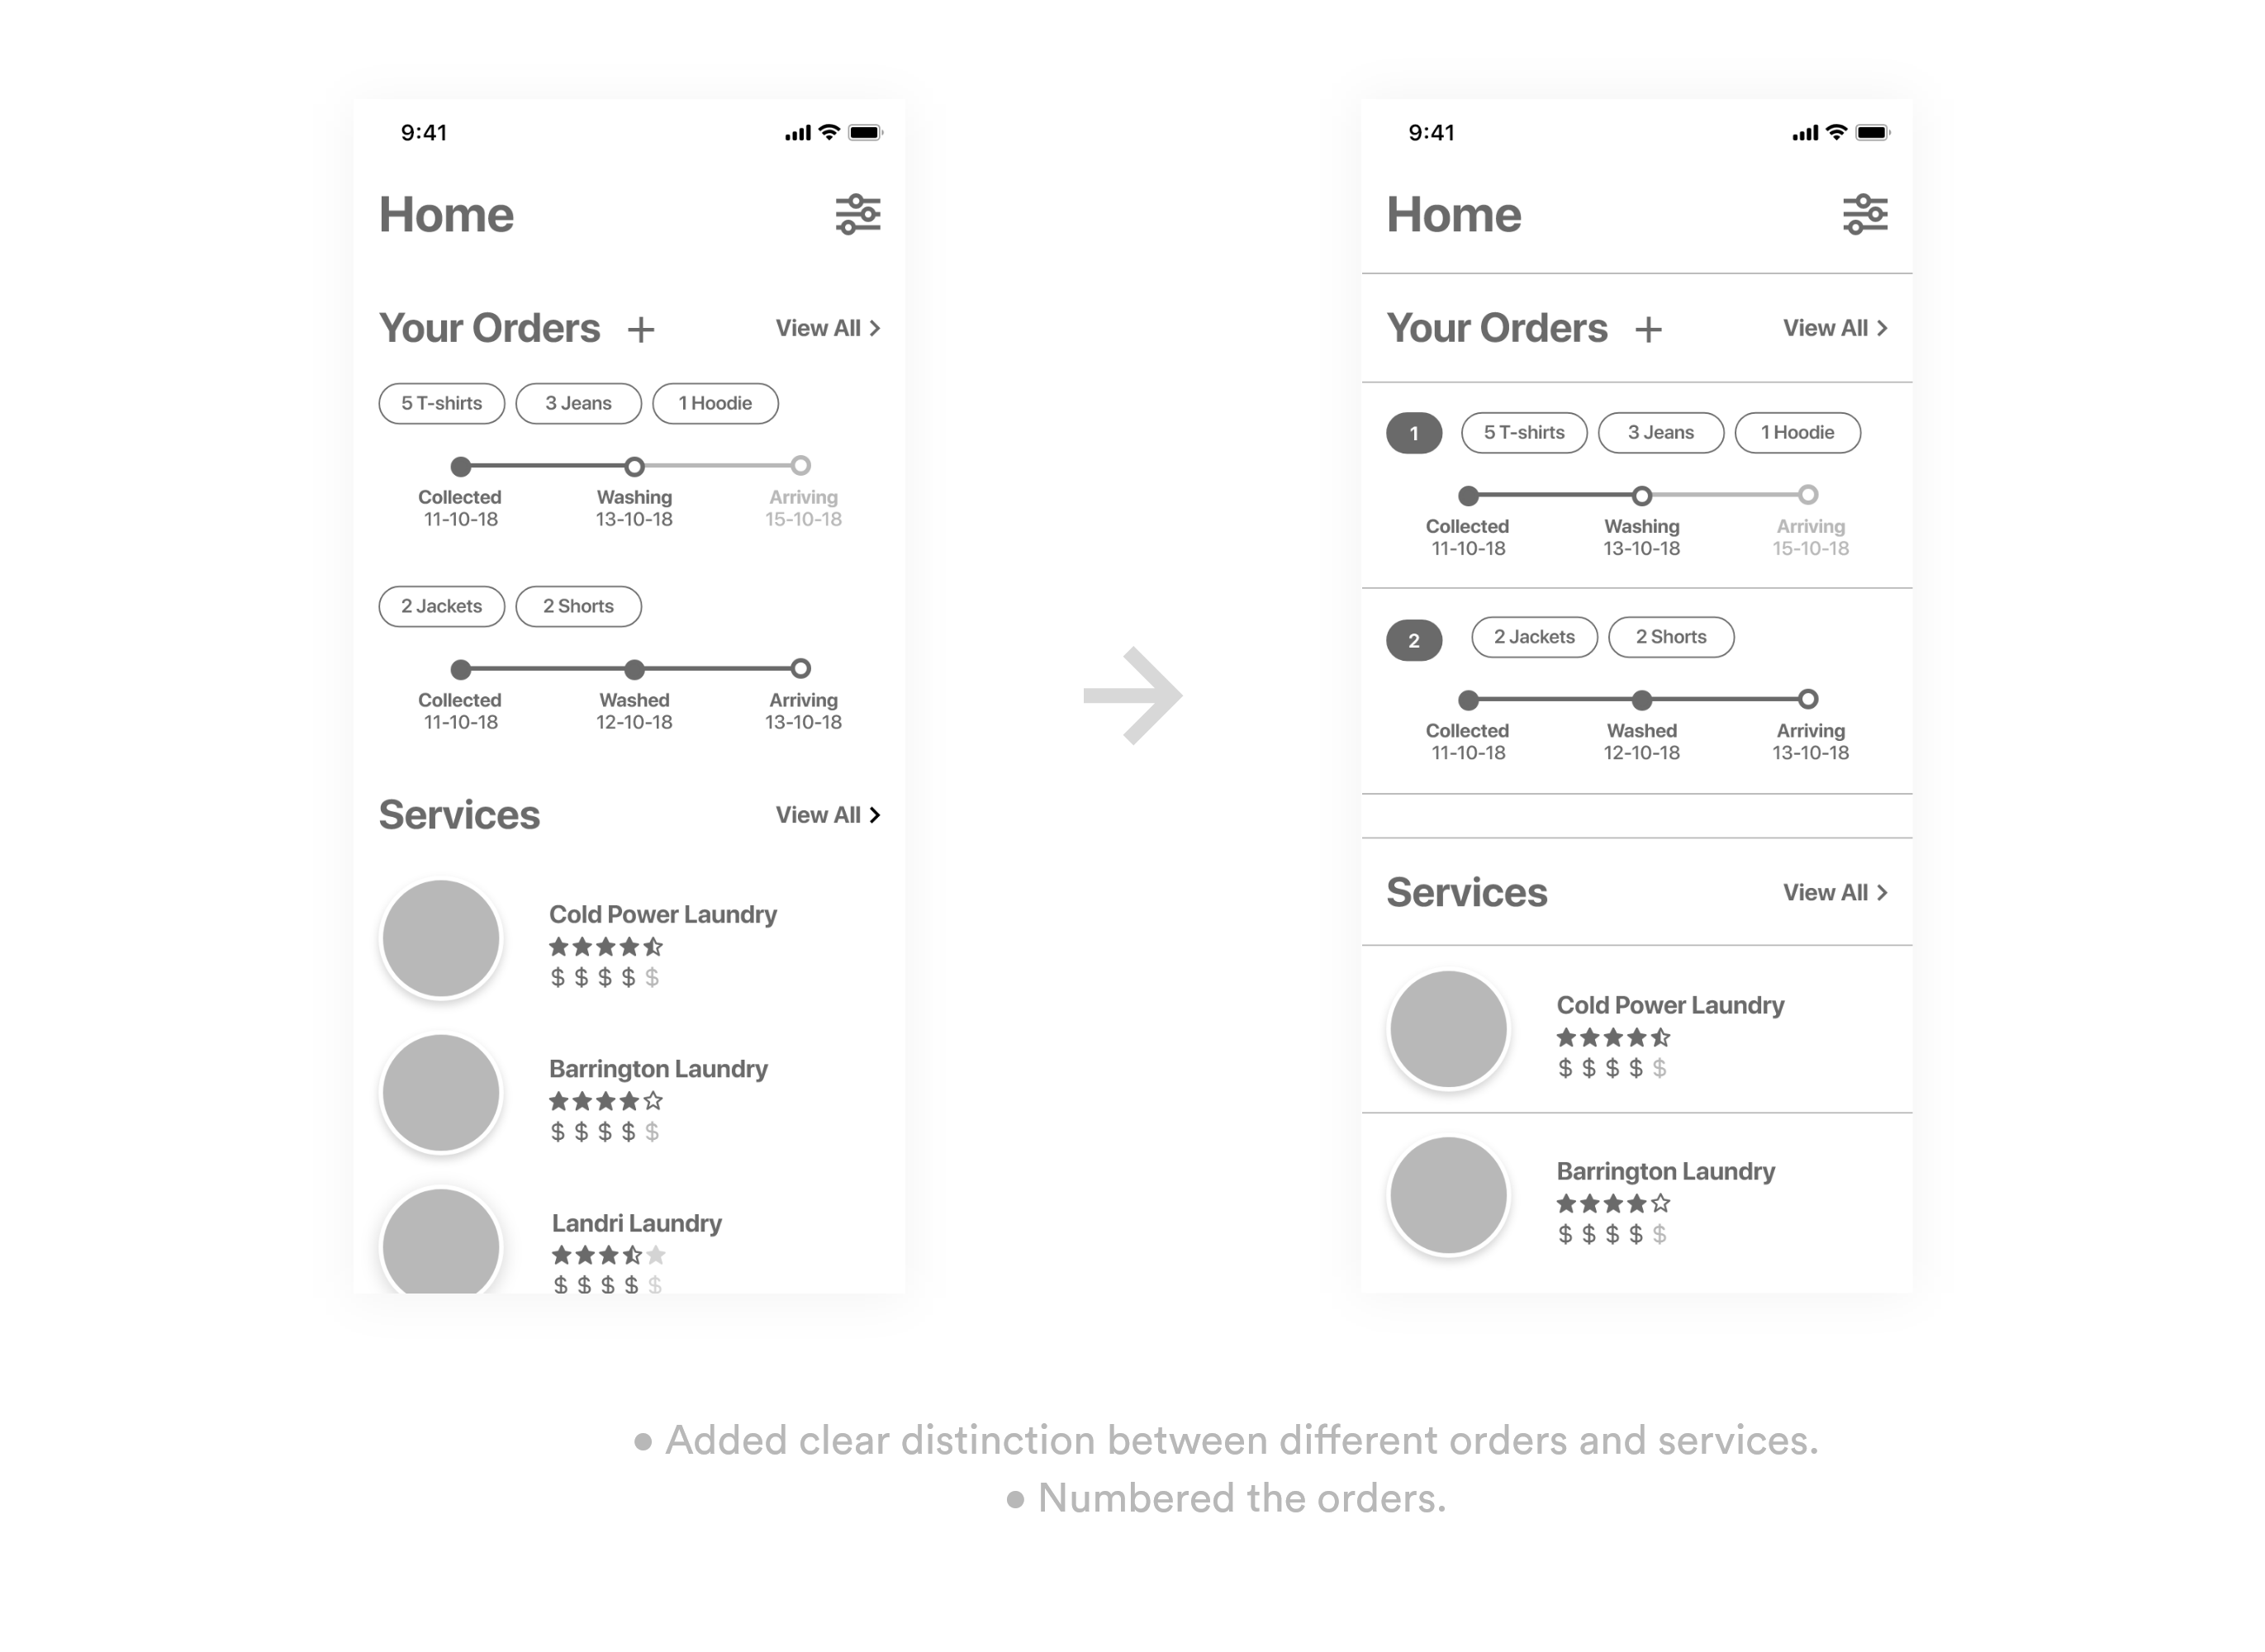 9:41
Home
Your Orders + View All >
5 T-shirts 3 Jeans 1 Hoodie
Collected Washing Arriving
11-10-18 13-10-18 15-10-18
2 Jackets 2 Shorts
Collected Washed Arriving
11-10-18 12-10-18 13-10-18
Services View All >
Cold Power Laundry
$ $ $ $ $
Barrington Laundry
$ $ $ $ $
Landri Laundry
$ $ $ $ $
9:41
Home
Your Orders + View All >
1 5 T-shirts 3 Jeans 1 Hoodie
Collected Washing Arriving
11-10-18 13-10-18 15-10-18
2 2 Jackets 2 Shorts
Collected Washed Arriving
11-10-18 12-10-18 13-10-18
Services View All >
Cold Power Laundry
$ $ $ $ $
Barrington Laundry
$ $ $ $ $
• Added clear distinction between different orders and services.
• Numbered the orders.